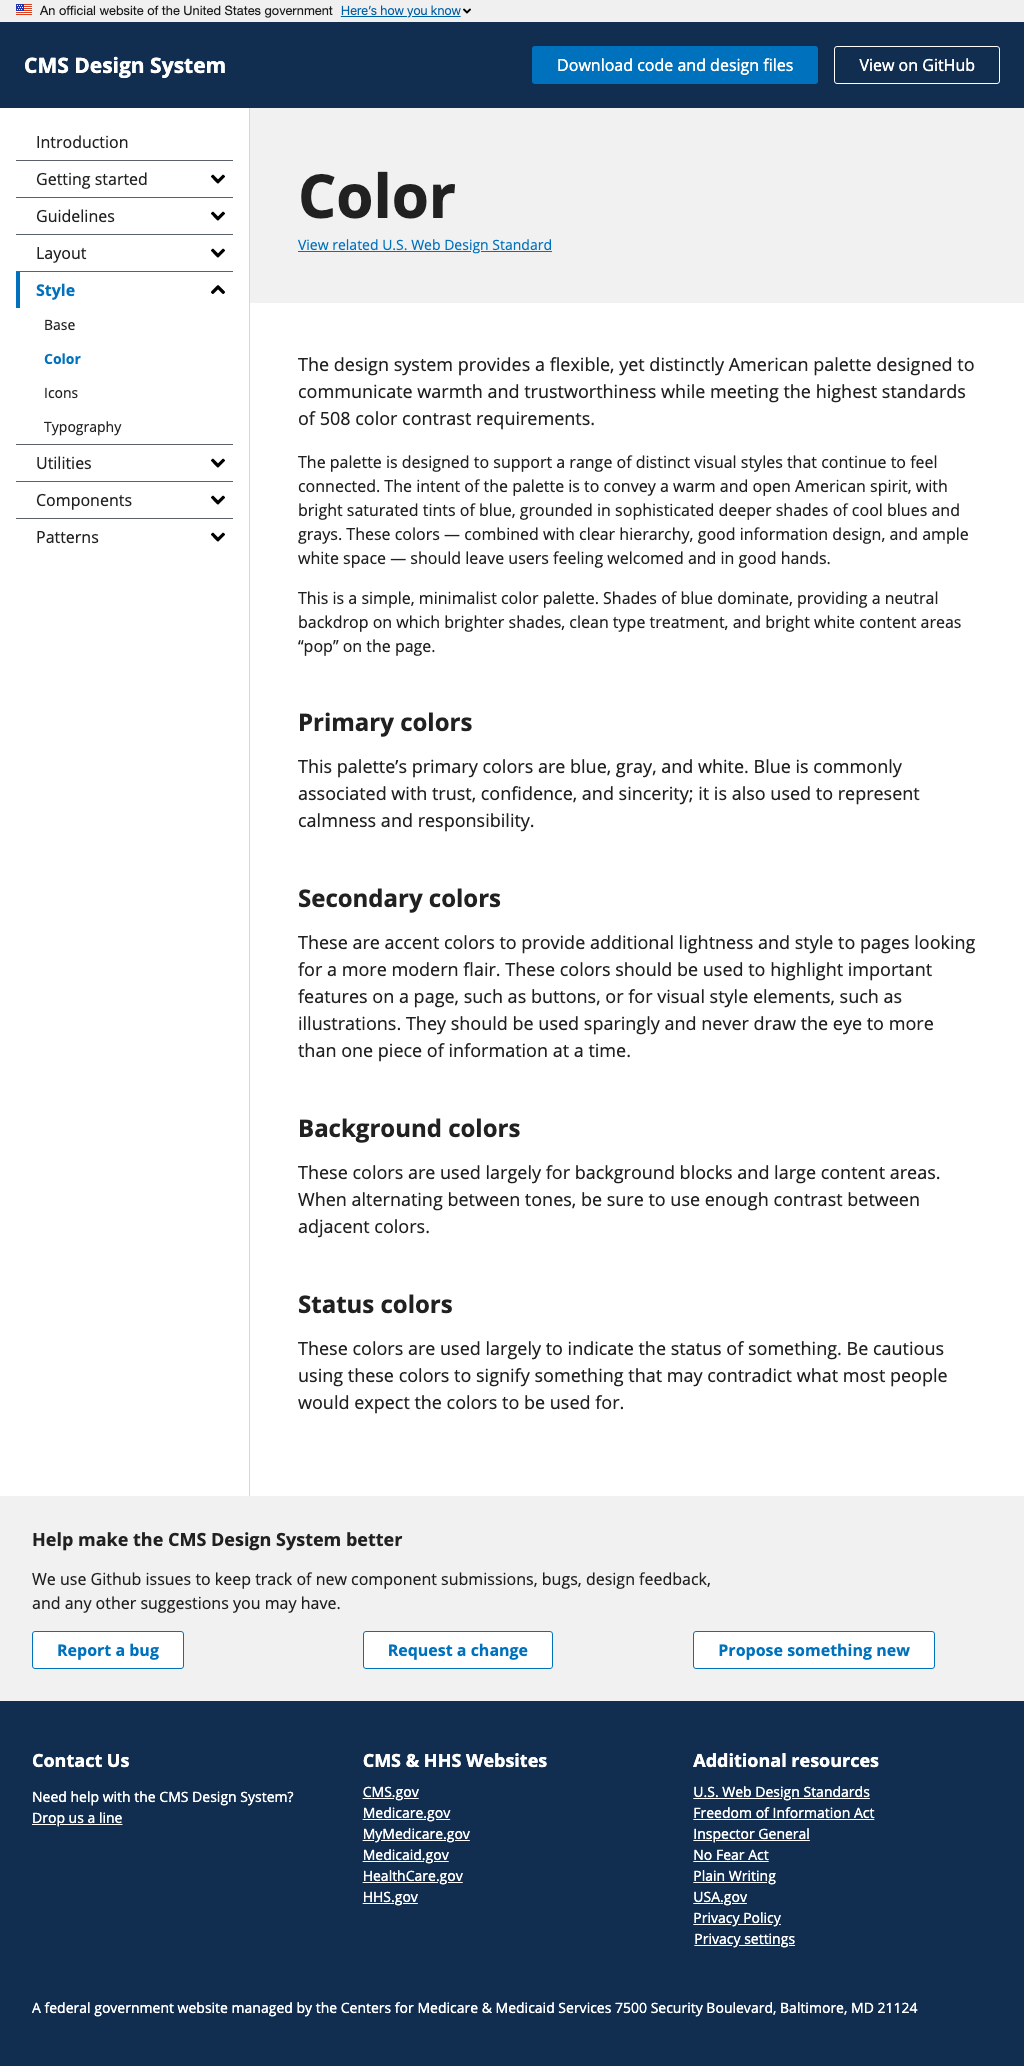 An official website of the United States government Here's how you know
CMS Design System
Download code and design files
View on GitHub
Introduction
Getting started
Guidelines
Layout
Style
Base
Color
Icons
Typography
Utilities
Components
Patterns
Color
View related U.S. Web Design Standard
The design system provides a flexible, yet distinctly American palette designed to
communicate warmth and trustworthiness while meeting the highest standards
of 508 color contrast requirements.
The palette is designed to support a range of distinct visual styles that continue to feel
connected. The intent of the palette is to convey a warm and open American spirit, with
bright saturated tints of blue, grounded in sophisticated deeper shades of cool blues and
grays. These colors — combined with clear hierarchy, good information design, and ample
white space — should leave users feeling welcomed and in good hands.
This is a simple, minimalist color palette. Shades of blue dominate, providing a neutral
backdrop on which brighter shades, clean type treatment, and bright white content areas
“pop” on the page.
Primary colors
This palette’s primary colors are blue, gray, and white. Blue is commonly
associated with trust, confidence, and sincerity; it is also used to represent
calmness and responsibility.
Secondary colors
These are accent colors to provide additional lightness and style to pages looking
for a more modern flair. These colors should be used to highlight important
features on a page, such as buttons, or for visual style elements, such as
illustrations. They should be used sparingly and never draw the eye to more
than one piece of information at a time.
Background colors
These colors are used largely for background blocks and large content areas.
When alternating between tones, be sure to use enough contrast between
adjacent colors.
Status colors
These colors are used largely to indicate the status of something. Be cautious
using these colors to signify something that may contradict what most people
would expect the colors to be used for.
Help make the CMS Design System better
We use Github issues to keep track of new component submissions, bugs, design feedback,
and any other suggestions you may have.
Report a bug
Request a change
Propose something new
Contact Us
Need help with the CMS Design System?
Drop us a line
CMS & HHS Websites
CMS.gov
Medicare.gov
MyMedicare.gov
Medicaid.gov
HealthCare.gov
HHS.gov
Additional resources
U.S. Web Design Standards
Freedom of Information Act
Inspector General
No Fear Act
Plain Writing
USA.gov
Privacy Policy
Privacy settings
A federal government website managed by the Centers for Medicare & Medicaid Services 7500 Security Boulevard, Baltimore, MD 21124